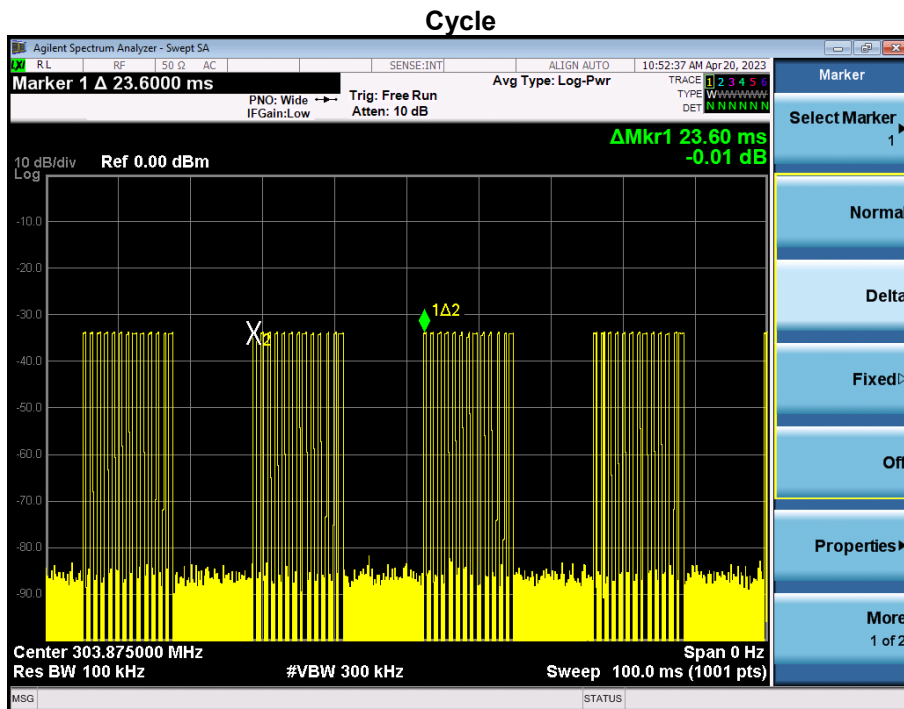 Cycle
Agilent Spectrum Analyzer - Swept SA
LXI RL RF 50 Ω AC SENSE:INT ALIGN AUTO 10:52:37 AM Apr 20, 2023
Marker 1 Δ 23.6000 ms
PNO: Wide
IFGain:Low
Trig: Free Run
Atten: 10 dB
Avg Type: Log-Pwr
TRACE 1 2 3 4 5 6
TYPE WWWWWW
DET NNNNNN
ΔMkr1 23.60 ms
-0.01 dB
10 dB/div Ref 0.00 dBm
Log
-10.0
-20.0
-30.0
-40.0
-50.0
-60.0
-70.0
-80.0
-90.0
X2
1Δ2
Center 303.875000 MHz Span 0 Hz
Res BW 100 kHz #VBW 300 kHz Sweep 100.0 ms (1001 pts)
MSG STATUS
Marker
Select Marker
1
Normal
Delta
Fixed
Off
Properties
More
1 of 2